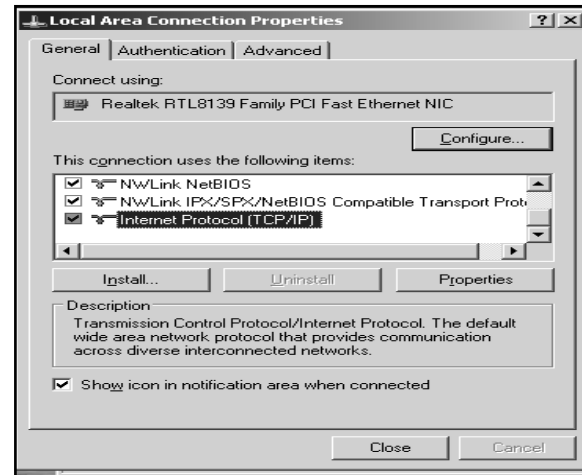 Local Area Connection Properties
General Authentication Advanced
Connect using:
Realtek RTL8139 Family PCI Fast Ethernet NIC
Configure...
This connection uses the following items:
NWLink NetBIOS
NWLink IPX/SPX/NetBIOS Compatible Transport Proto
Internet Protocol (TCP/IP)
Install... Uninstall Properties
Description
Transmission Control Protocol/Internet Protocol. The default
wide area network protocol that provides communication
across diverse interconnected networks.
Show icon in notification area when connected
Close Cancel